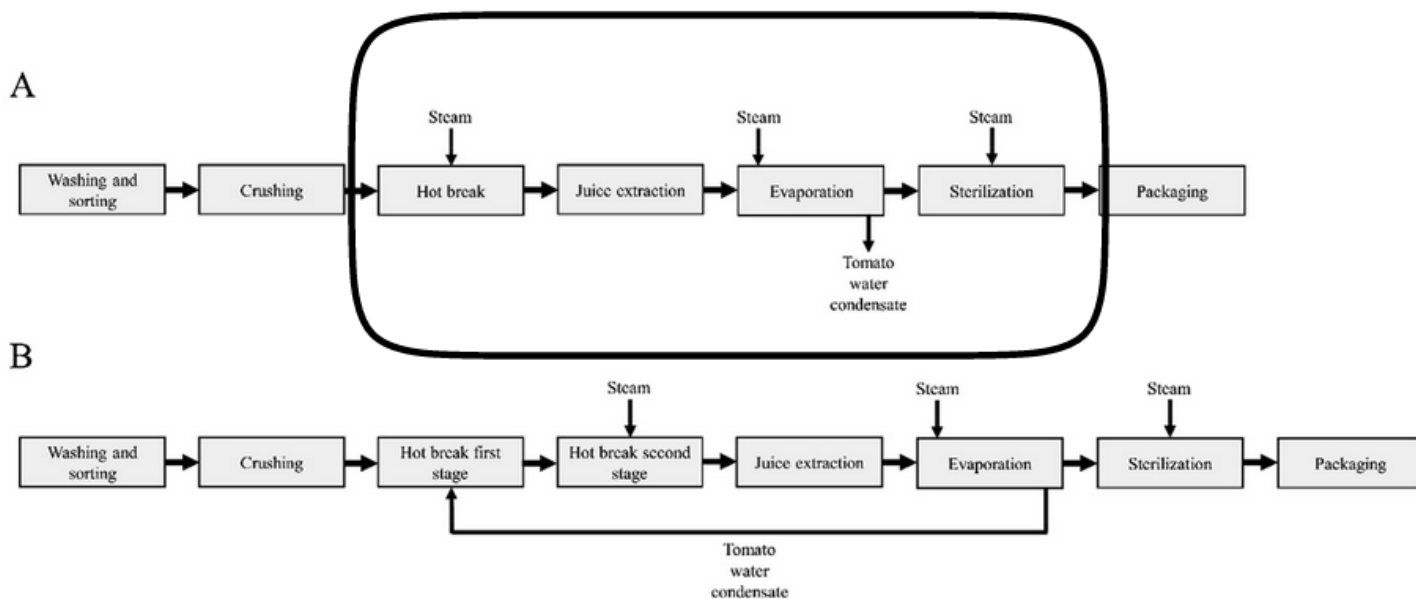 A
Steam
Steam
Steam
Washing and
sorting
Crushing
Hot break
Juice extraction
Evaporation
Sterilization
Packaging
Tomato
water
condensate
B
Steam
Steam
Steam
Washing and
sorting
Crushing
Hot break first
stage
Hot break second
stage
Juice extraction
Evaporation
Sterilization
Packaging
Tomato
water
condensate